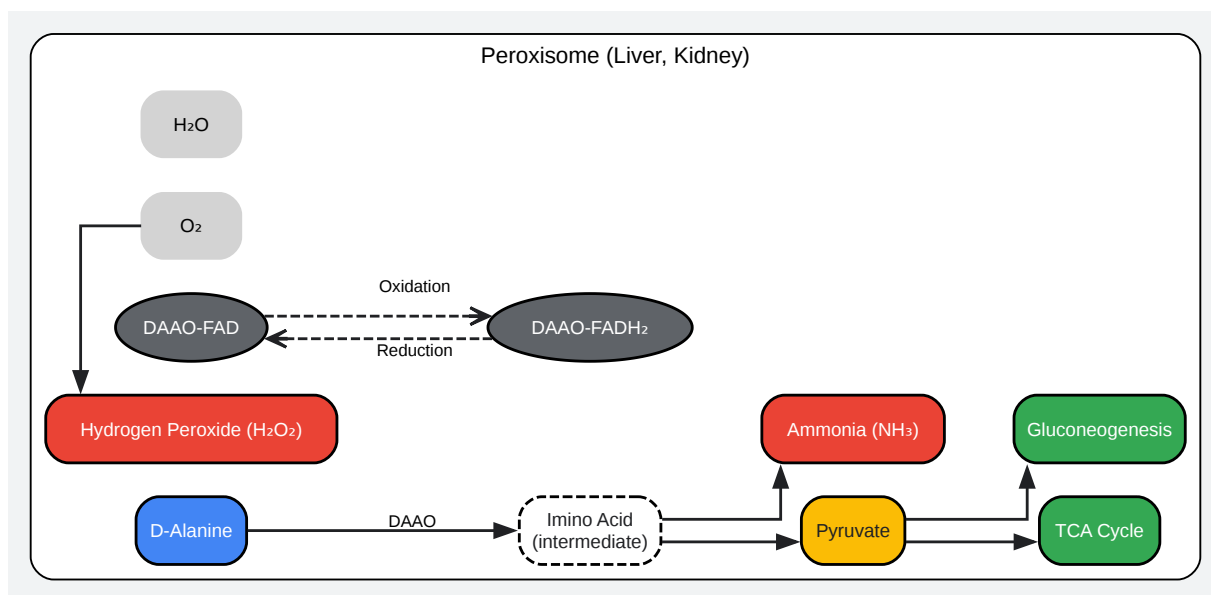 Peroxisome (Liver, Kidney)
H₂O
O₂
Oxidation
DAAO-FAD
DAAO-FADH₂
Reduction
Hydrogen Peroxide (H₂O₂)
Ammonia (NH₃)
Gluconeogenesis
D-Alanine
DAAO
Imino Acid
(intermediate)
Pyruvate
TCA Cycle